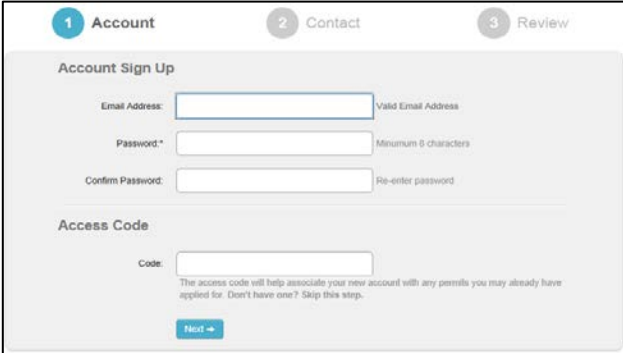 1 Account 2 Contact 3 Review
Account Sign Up
Email Address: Valid Email Address
Password:* Minumum 6 characters
Confirm Password: Re-enter password
Access Code
Code:
The access code will help associate your new account with any permits you may already have
applied for. Don't have one? Skip this step.
Next →